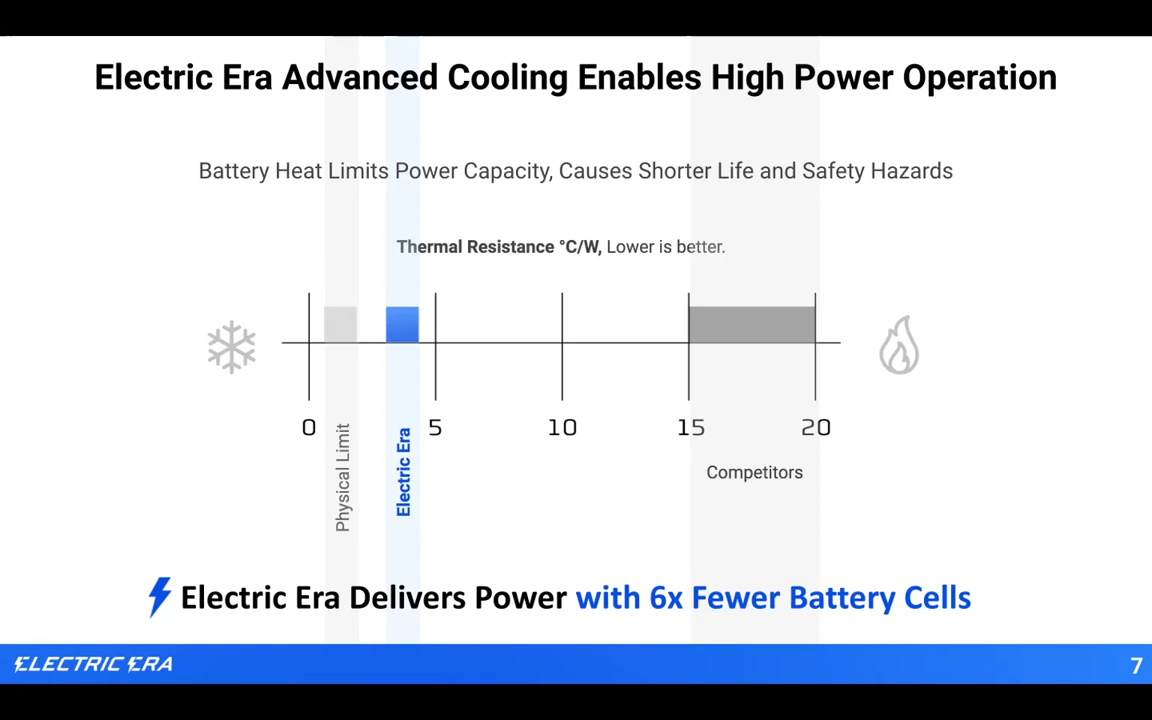 Electric Era Advanced Cooling Enables High Power Operation
Battery Heat Limits Power Capacity, Causes Shorter Life and Safety Hazards
Thermal Resistance °C/W, Lower is better.
0 5 10 15 20
Physical Limit
Electric Era
Competitors
Electric Era Delivers Power with 6x Fewer Battery Cells
ELECTRIC ERA
7